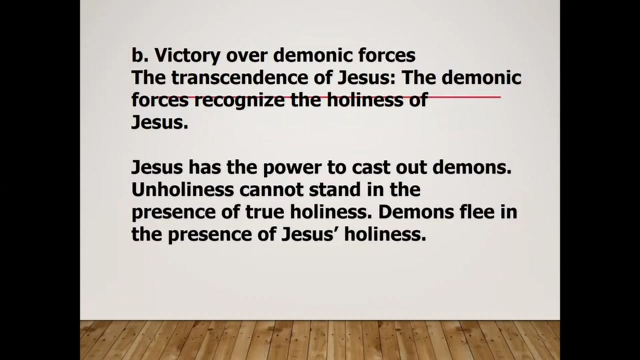 b. Victory over demonic forces
The transcendence of Jesus: The demonic
forces recognize the holiness of
Jesus.
Jesus has the power to cast out demons.
Unholiness cannot stand in the
presence of true holiness. Demons flee in
the presence of Jesus’ holiness.